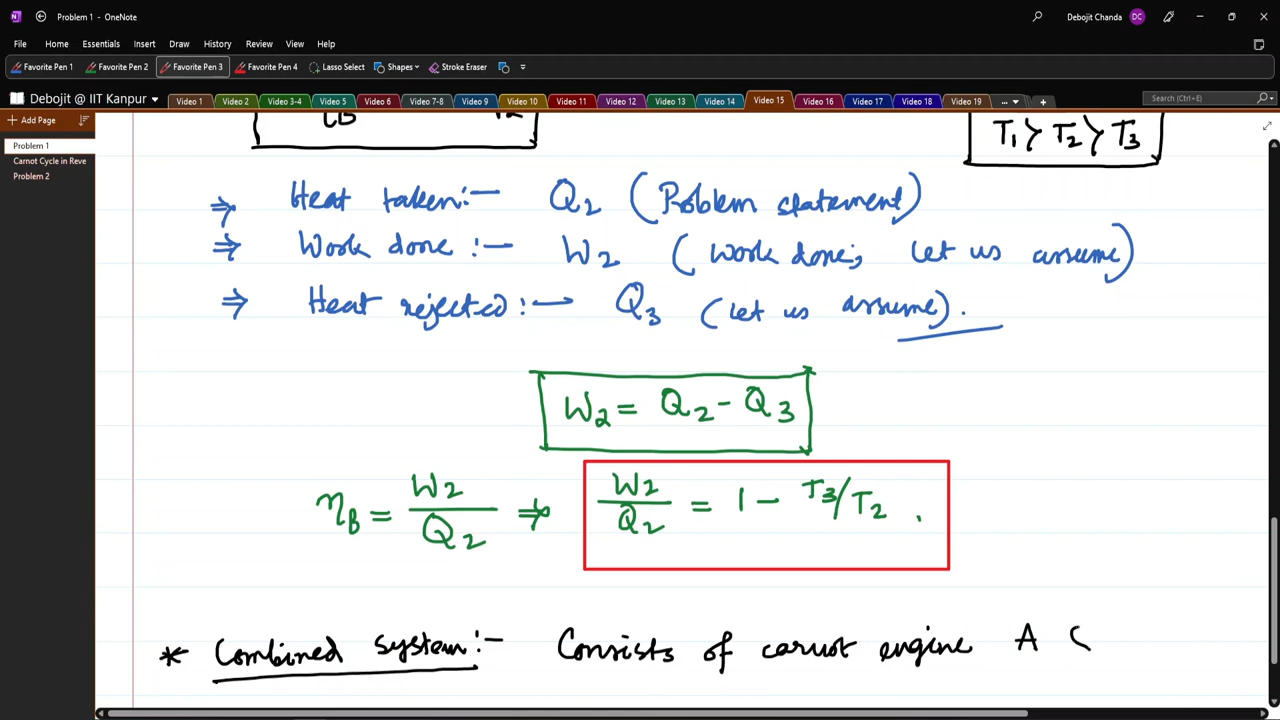 Problem 1 - OneNote
Debojit Chanda DC
File Home Essentials Insert Draw History Review View Help
Favorite Pen 1 Favorite Pen 2 Favorite Pen 3 Favorite Pen 4 Lasso Select Shapes Stroke Eraser
Debojit @ IIT Kanpur Video 1 Video 2 Video 3-4 Video 5 Video 6 Video 7-8 Video 9 Video 10 Video 11 Video 12 Video 13 Video 14 Video 15 Video 16 Video 17 Video 18 Video 19 ... + Search (Ctrl+E)
+ Add Page
Problem 1
Carnot Cycle in Reve
Problem 2
T1 > T2 > T3
⇒ Heat taken:- Q2 (Problem statement)
⇒ Work done :- W2 (Work done; let us assume)
⇒ Heat rejected:→ Q3 (let us assume).
W2 = Q2 - Q3
ηB = W2/Q2 ⇒ W2/Q2 = 1 - T3/T2 .
* Combined system:- Consists of carnot engine A